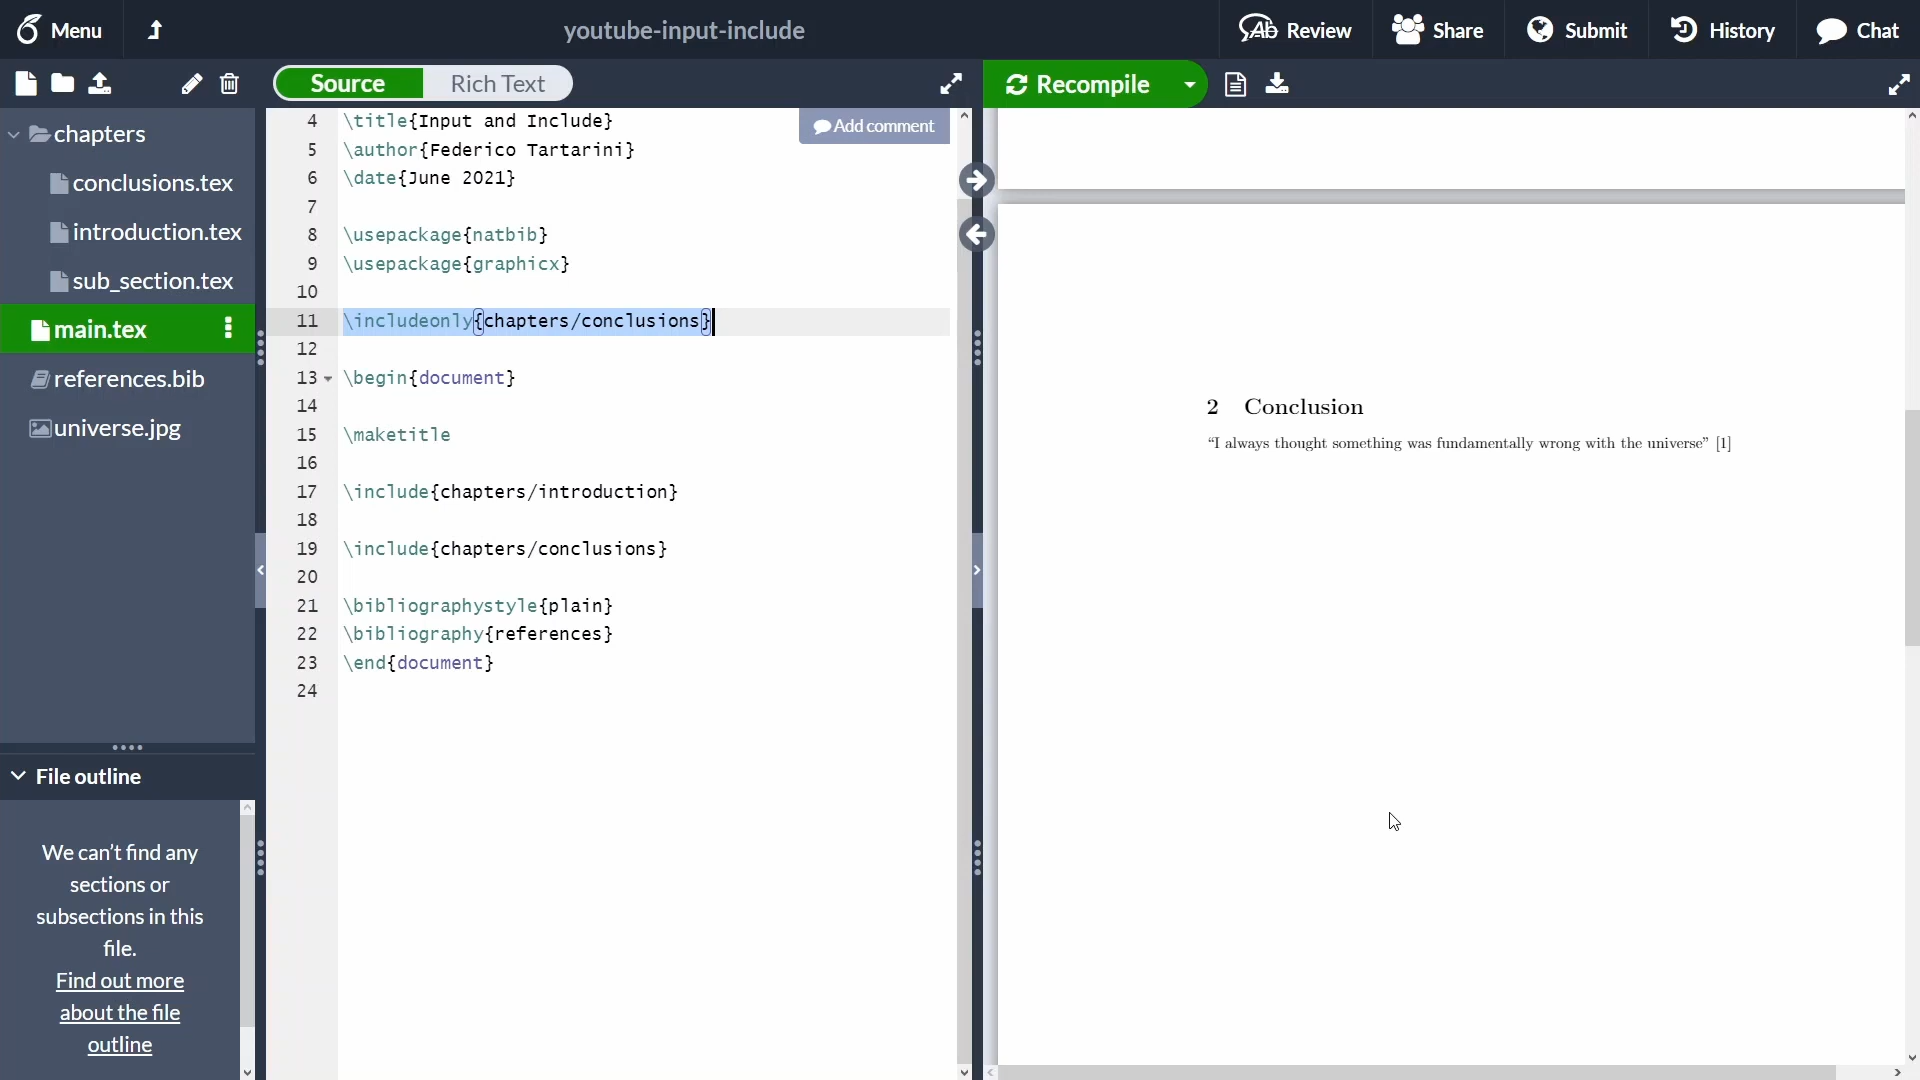 Menu
youtube-input-include
Review
Share
Submit
History
Chat
Source
Rich Text
Recompile
chapters
conclusions.tex
introduction.tex
sub_section.tex
main.tex
references.bib
universe.jpg
File outline
We can't find any
sections or
subsections in this
file.
Find out more
about the file
outline
Add comment
4 \title{Input and Include}
5 \author{Federico Tartarini}
6 \date{June 2021}
7
8 \usepackage{natbib}
9 \usepackage{graphicx}
10
11 \includeonly{chapters/conclusions}
12
13 \begin{document}
14
15 \maketitle
16
17 \include{chapters/introduction}
18
19 \include{chapters/conclusions}
20
21 \bibliographystyle{plain}
22 \bibliography{references}
23 \end{document}
24
2 Conclusion
“I always thought something was fundamentally wrong with the universe” [1]